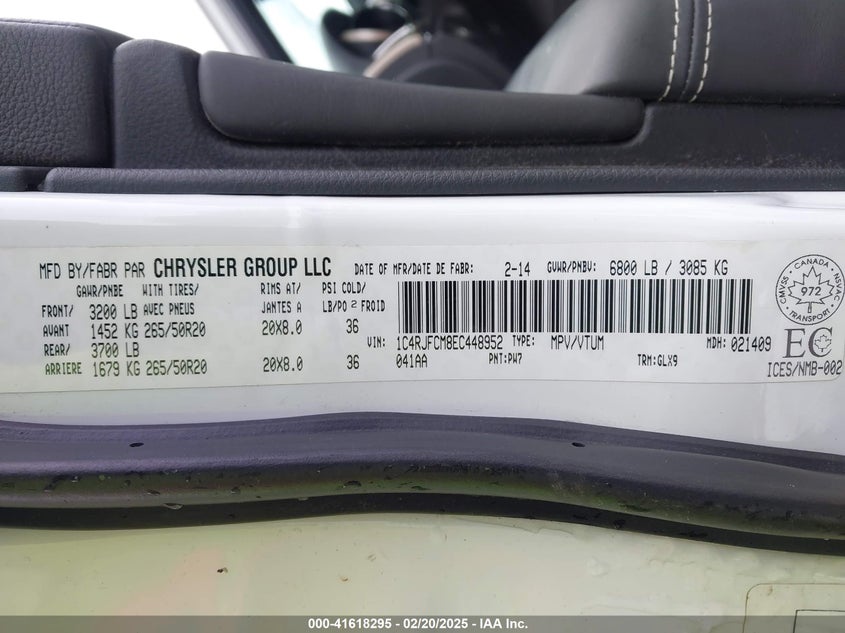 MFD BY/FABR PAR CHRYSLER GROUP LLC DATE OF MFR/DATE DE FABR: 2-14 GVWR/PNBV: 6800 LB / 3085 KG
GAWR/PNBE WITH TIRES/ RIMS AT/ PSI COLD/
FRONT/ 3200 LB AVEC PNEUS JANTES A LB/PO 2 FROID
AVANT 1452 KG 265/50R20 20X8.0 36
VIN: 1C4RJFCM8EC448952 TYPE: MPV/VTUM MDH: 021409
REAR/ 3700 LB
041AA PNT:PW7 TRM:GLX9
ARRIERE 1679 KG 265/50R20 20X8.0 36
CANADA
CMVSS NSVAC
972
TRANSPORT
EC
ICES/NMB-002
000-41618295 - 02/20/2025 - IAA Inc.